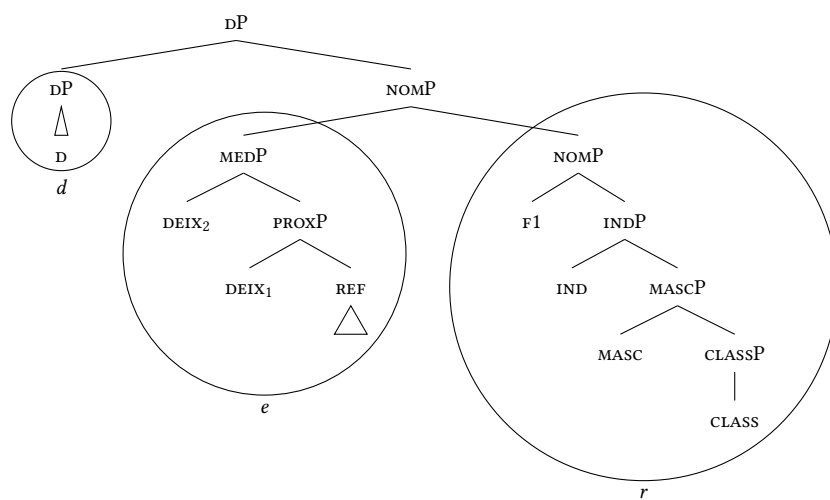 DP
DP NOMP
D MEDP NOMP
d
DEIX₂ PROXP F1 INDP
DEIX₁ REF IND MASCP
MASC CLASSP
e
CLASS
r